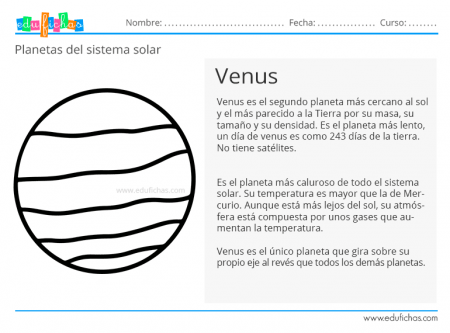 edufichas
Nombre: ............................................. Fecha: .................... Curso: ........
Planetas del sistema solar
Venus
Venus es el segundo planeta más cercano al sol
y el más parecido a la Tierra por su masa, su
tamaño y su densidad. Es el planeta más lento,
un día de venus es como 243 días de la tierra.
No tiene satélites.
Es el planeta más caluroso de todo el sistema
solar. Su temperatura es mayor que la de Mer-
curio. Aunque está más lejos del sol, su atmós-
fera está compuesta por unos gases que au-
mentan la temperatura.
Venus es el único planeta que gira sobre su
propio eje al revés que todos los demás planetas.
www.edufichas.com
www.edufichas.com